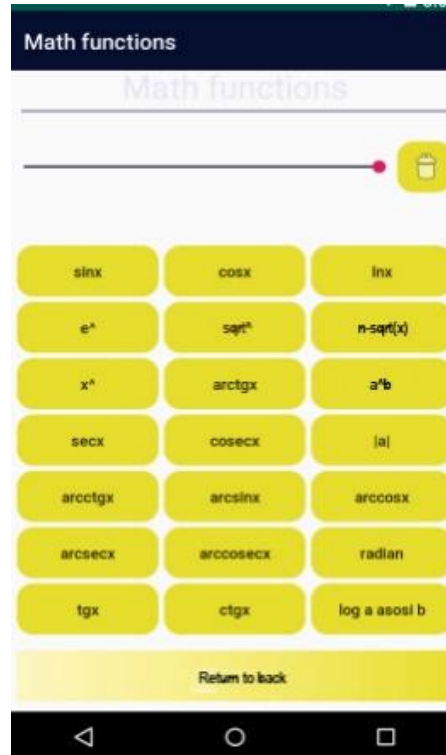 Math functions
Math functions
sinx cosx lnx
e^ sqrt^ n-sqrt(x)
x^ arctgx a^b
secx cosecx |a|
arcctgx arcsinx arccosx
arcsecx arccosecx radian
tgx ctgx log a asosi b
Return to back